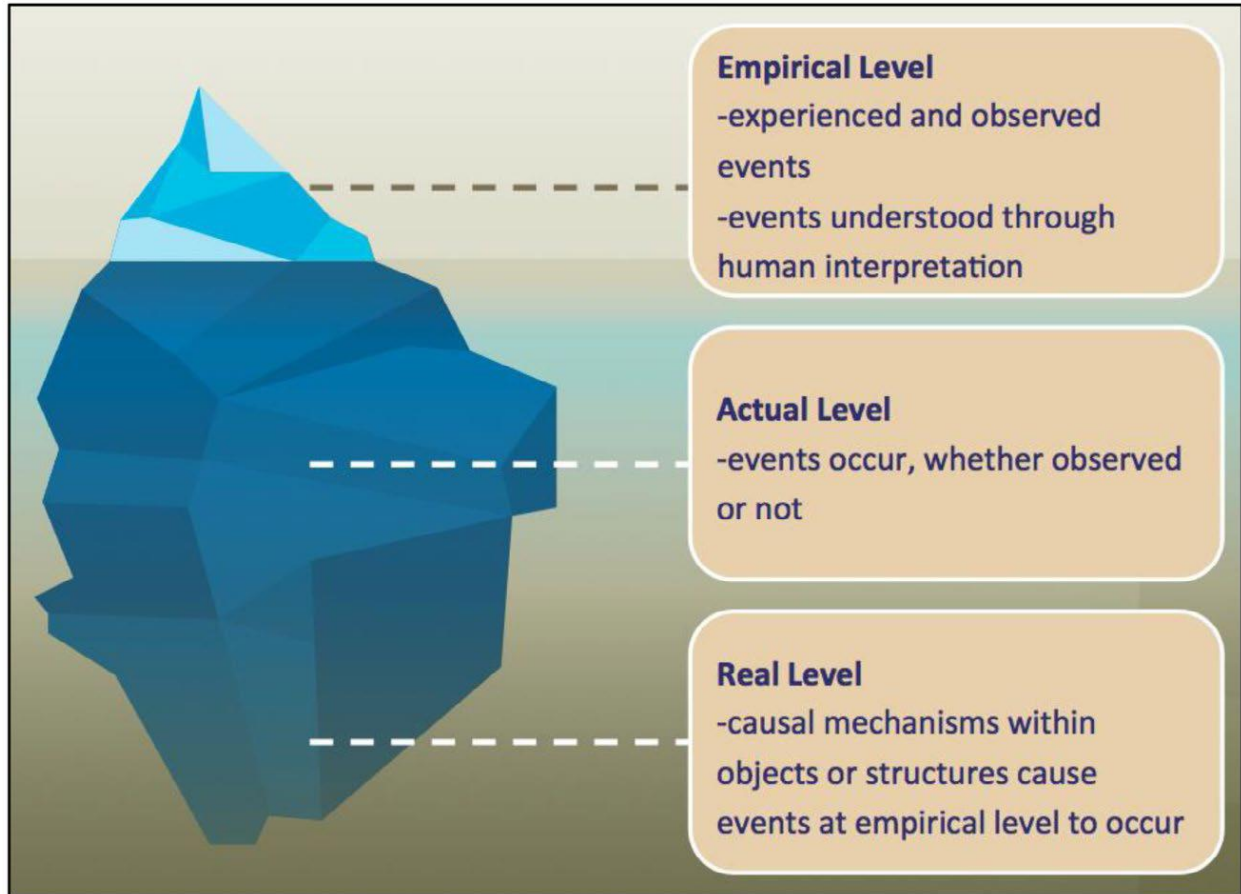 Empirical Level
-experienced and observed
events
-events understood through
human interpretation
Actual Level
-events occur, whether observed
or not
Real Level
-causal mechanisms within
objects or structures cause
events at empirical level to occur